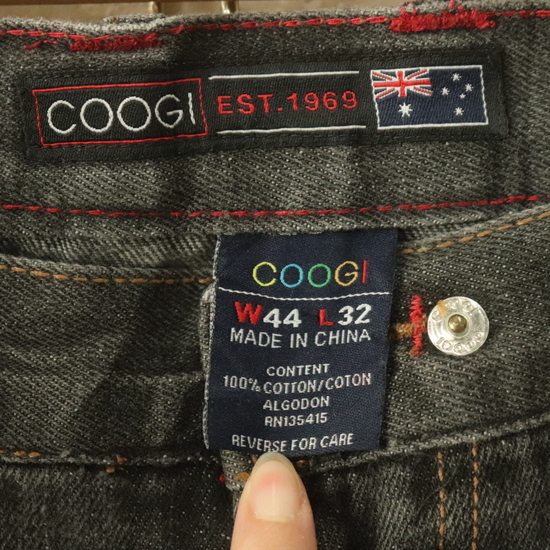 COOGI EST.1969
COOGI
W44 L32
MADE IN CHINA
CONTENT
100% COTTON/COTON
ALGODON
RN135415
REVERSE FOR CARE